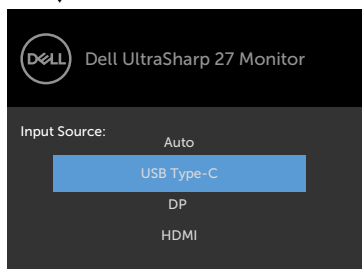 DELL
Dell UltraSharp 27 Monitor
Input Source:
Auto
USB Type-C
DP
HDMI